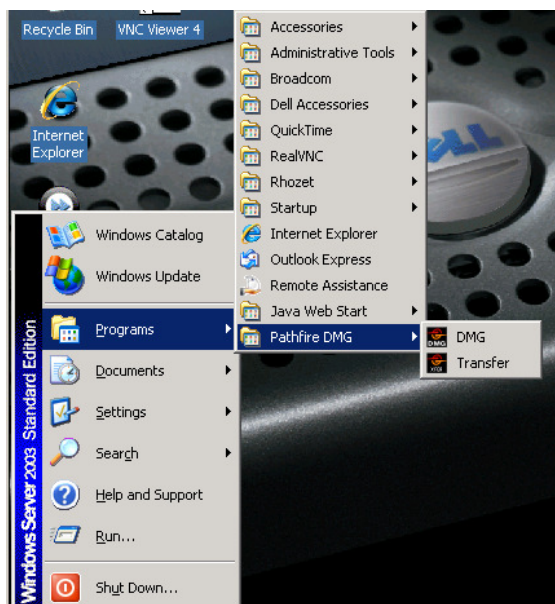 Recycle Bin
VNC Viewer 4
Internet
Explorer
Accessories
Administrative Tools
Broadcom
Dell Accessories
QuickTime
RealVNC
Rhozet
Startup
Internet Explorer
Outlook Express
Remote Assistance
Java Web Start
Pathfire DMG
DMG
Transfer
Windows Catalog
Windows Update
Programs
Documents
Settings
Search
Help and Support
Run...
Shut Down...
Windows Server 2003 Standard Edition
DELL